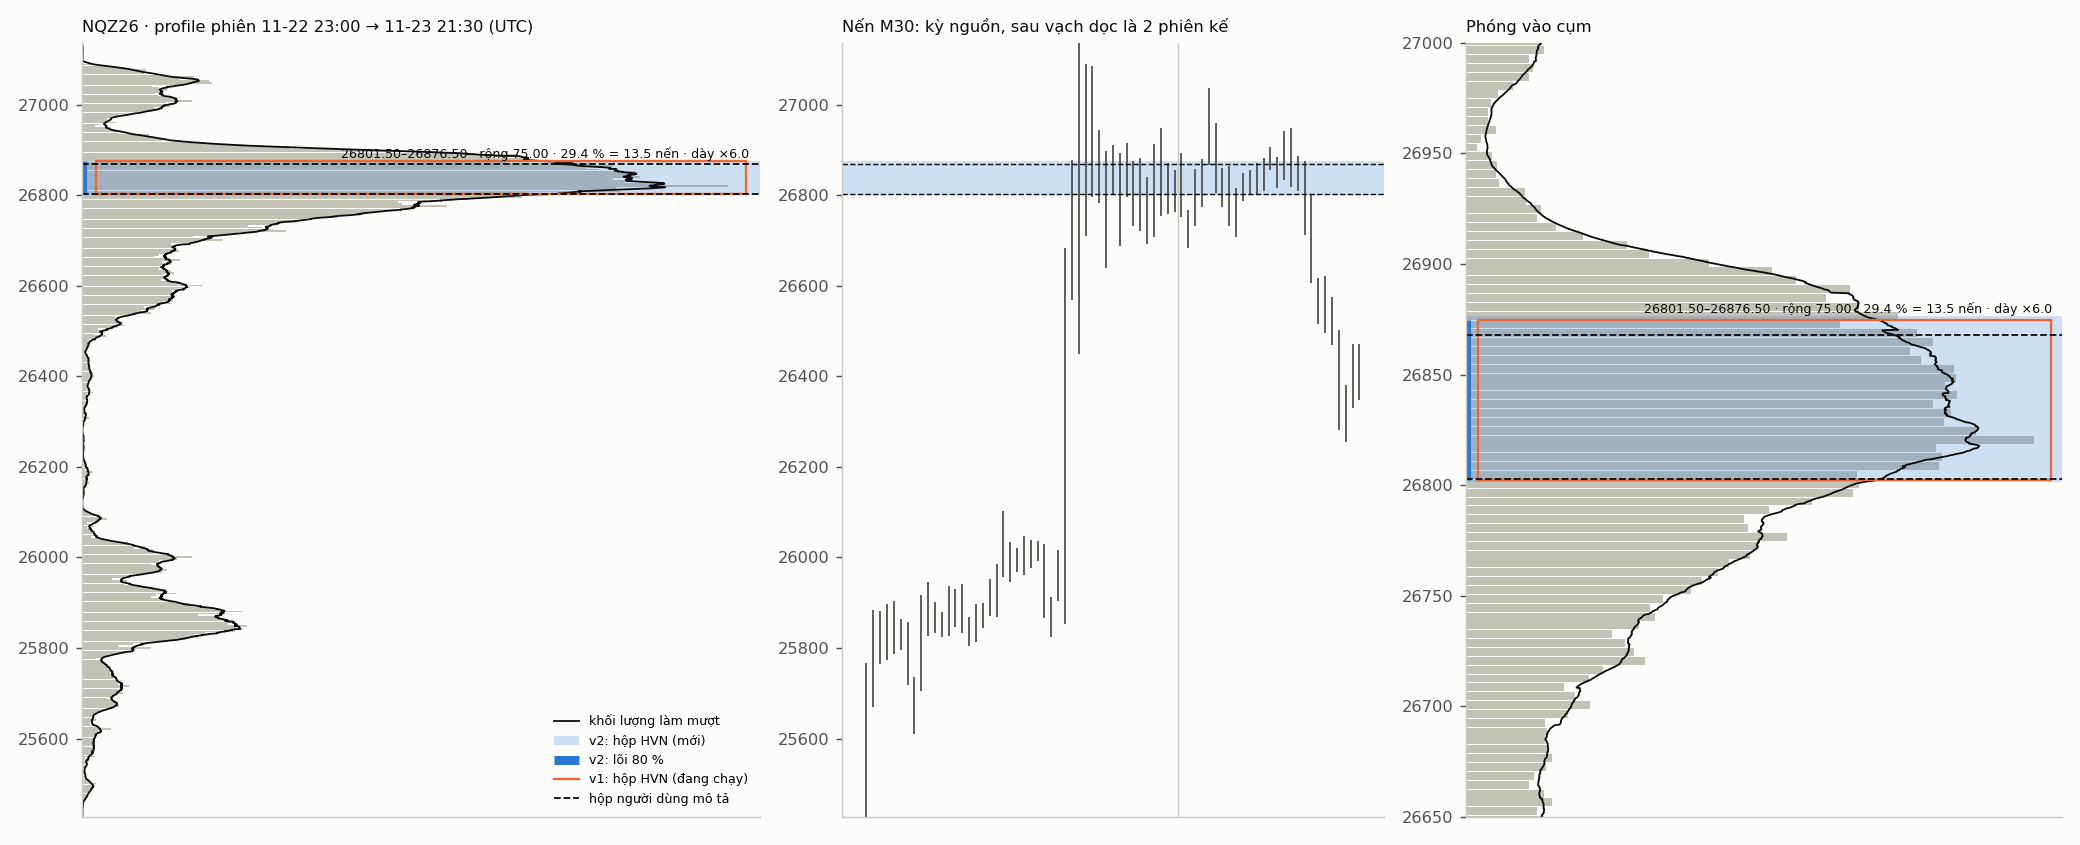 NQZ26 · profile phiên 11-22 23:00 → 11-23 21:30 (UTC)
27000
26800
26600
26400
26200
26000
25800
25600
26801.50–26876.50 · rộng 75.00 · 29.4 % = 13.5 nến · dày ×6.0
khối lượng làm mượt
v2: hộp HVN (mới)
v2: lõi 80 %
v1: hộp HVN (đang chạy)
hộp người dùng mô tả
Nến M30: kỳ nguồn, sau vạch dọc là 2 phiên kế
27000
26800
26600
26400
26200
26000
25800
25600
Phóng vào cụm
27000
26950
26900
26850
26800
26750
26700
26650
26801.50–26876.50 · rộng 75.00 · 29.4 % = 13.5 nến · dày ×6.0